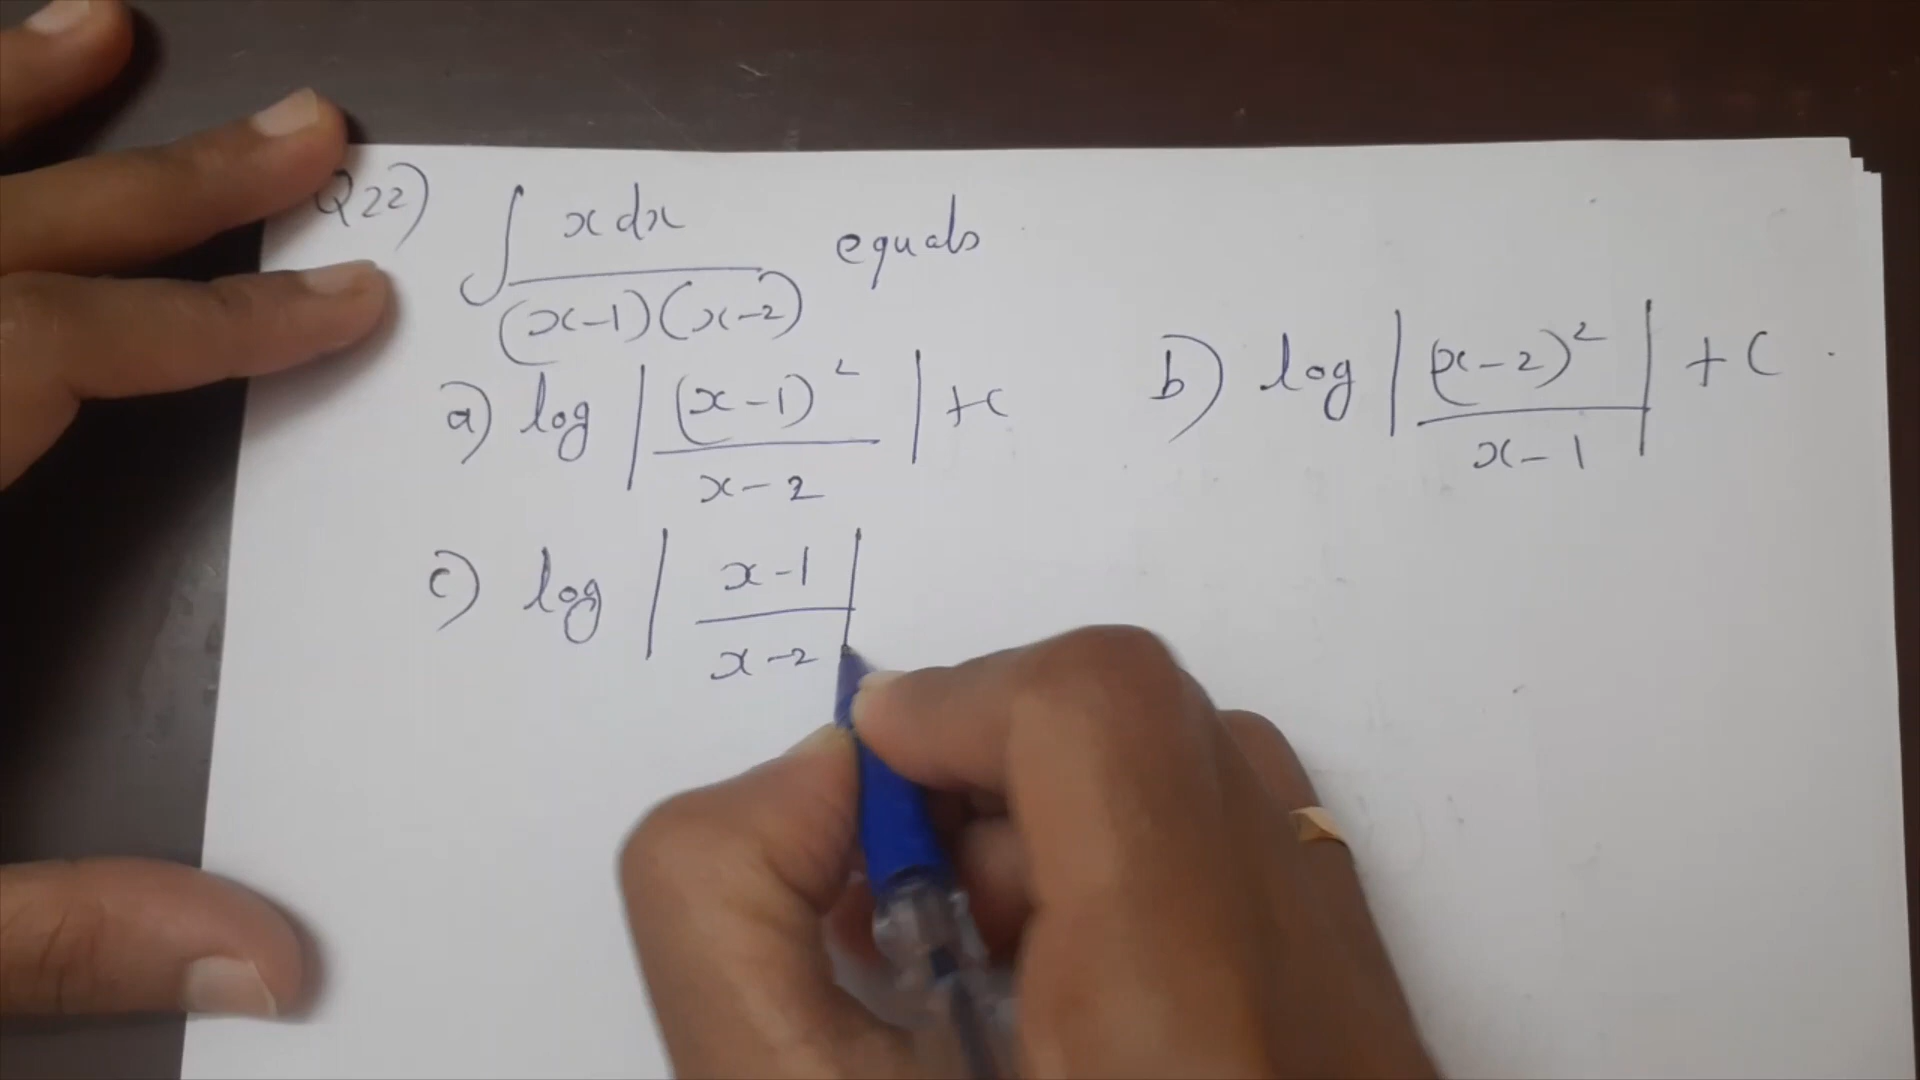 Q22) ∫ x dx / (x-1)(x-2) equals
a) log | (x-1)² / x-2 | +c b) log | (x-2)² / x-1 | + C
c) log | x-1 / x-2 |